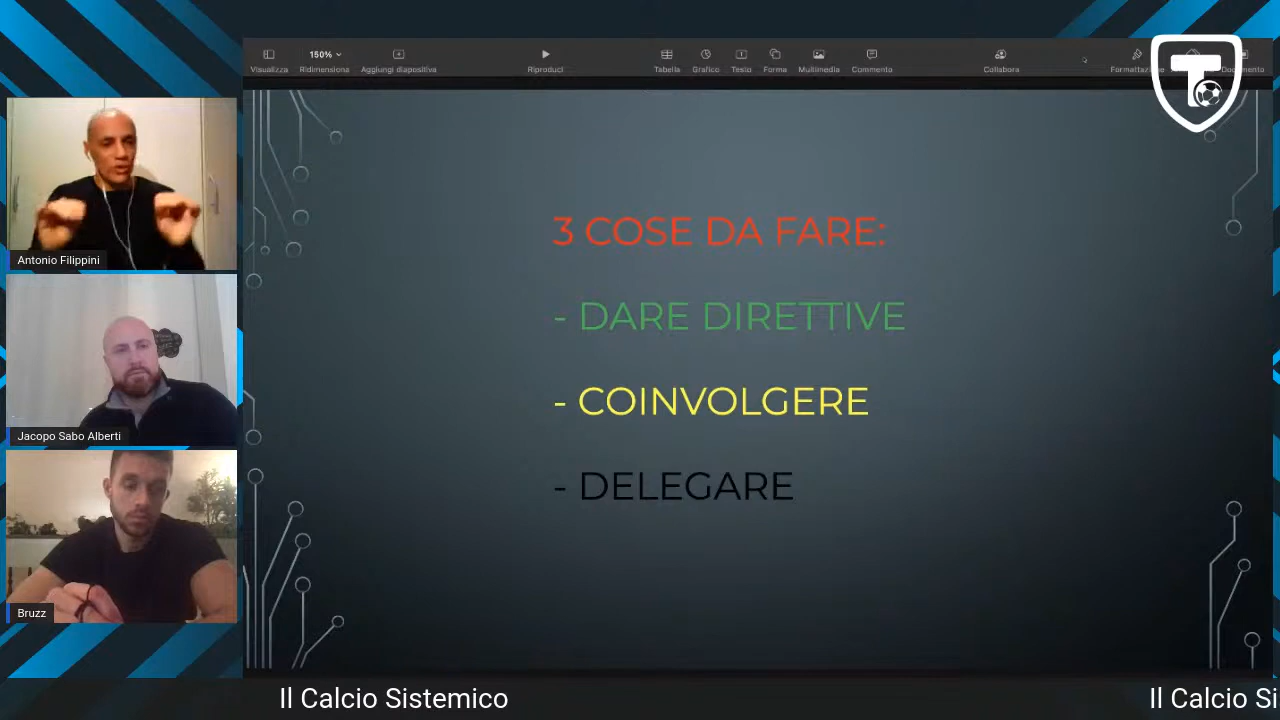 Visualizza
150%
Ridimensiona
Aggiungi diapositiva
Riproduci
Tabella
Grafico
Testo
Forma
Multimedia
Commento
Collabora
T
Antonio Filippini
Jacopo Sabo Alberti
Bruzz
3 COSE DA FARE:
- DARE DIRETTIVE
- COINVOLGERE
- DELEGARE
Il Calcio Sistemico
Il Calcio Si